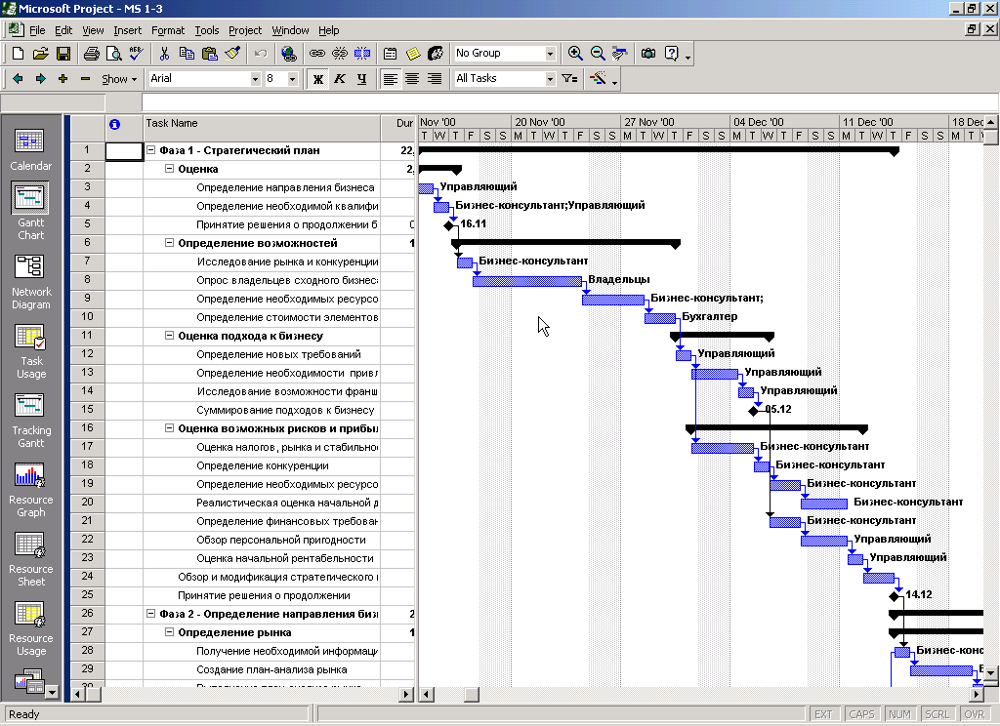 Microsoft Project - MS 1-3
File Edit View Insert Format Tools Project Window Help
No Group
Show Arial 8 Ж К Ч All Tasks
Task Name Dur Nov '00 20 Nov '00 27 Nov '00 04 Dec '00 11 Dec '00 18 Dec
T W T F S S M T W T F S S M T W T F S S M T W T F S S M T W T F S S M T
1 Фаза 1 - Стратегический план 22,
2 Оценка 2,
3 Определение направления бизнеса Управляющий
4 Определение необходимой квалифи Бизнес-консультант;Управляющий
5 Принятие решения о продолжении б 0 16.11
6 Определение возможностей 1
7 Исследование рынка и конкуренции Бизнес-консультант
8 Опрос владельцев сходного бизнес Владельцы
9 Определение необходимых ресурсо Бизнес-консультант;
10 Определение стоимости элементов Бухгалтер
11 Оценка подхода к бизнесу
12 Определение новых требований Управляющий
13 Определение необходимости привл Управляющий
14 Исследование возможности франш Управляющий
15 Суммирование подходов к бизнесу 05.12
16 Оценка возможных рисков и прибы
17 Оценка налогов, рынка и стабильно Бизнес-консультант
18 Определение конкуренции Бизнес-консультант
19 Определение необходимых ресурсо Бизнес-консультант
20 Реалистическая оценка начальной д Бизнес-консультант
21 Определение финансовых требован Бизнес-консультант
22 Обзор персональной пригодности Управляющий
23 Оценка начальной рентабельности Управляющий
24 Обзор и модификация стратегического
25 Принятие решения о продолжении 14.12
26 Фаза 2 - Определение направления биз 2
27 Определение рынка 1
28 Получение необходимой информаци Бизнес-конс
29 Создание план-анализа рынка
Calendar
Gantt
Chart
Network
Diagram
Task
Usage
Tracking
Gantt
Resource
Graph
Resource
Sheet
Resource
Usage
Ready EXT CAPS NUM SCRL OVR